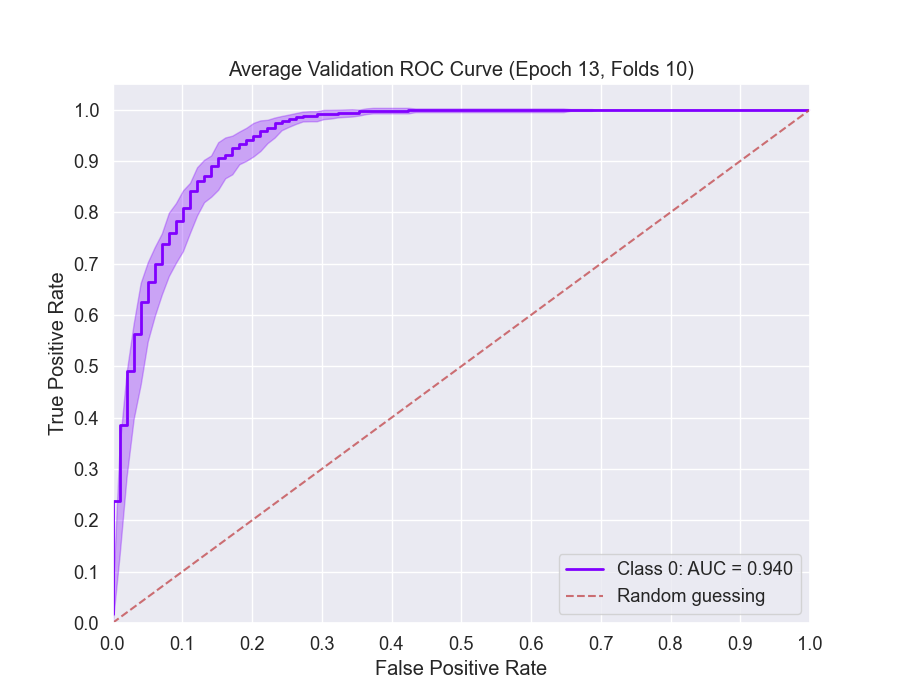 Average Validation ROC Curve (Epoch 13, Folds 10)
True Positive Rate
1.0
0.9
0.8
0.7
0.6
0.5
0.4
0.3
0.2
0.1
0.0
Class 0: AUC = 0.940
Random guessing
0.0 0.1 0.2 0.3 0.4 0.5 0.6 0.7 0.8 0.9 1.0
False Positive Rate